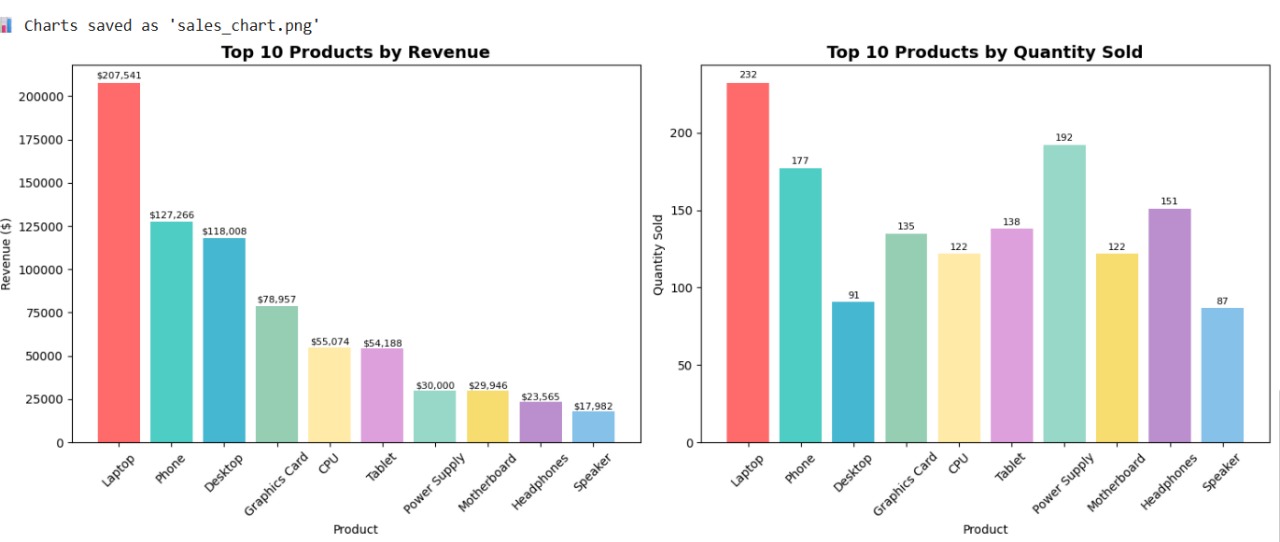 📊 Charts saved as 'sales_chart.png'
Top 10 Products by Revenue
$207,541
$127,266
$118,008
$78,957
$55,074
$54,188
$30,000
$29,946
$23,565
$17,982
200000
175000
150000
125000
100000
75000
50000
25000
0
Revenue ($)
Laptop
Phone
Desktop
Graphics Card
CPU
Tablet
Power Supply
Motherboard
Headphones
Speaker
Product
Top 10 Products by Quantity Sold
232
177
91
135
122
138
192
122
151
87
200
150
100
50
0
Quantity Sold
Laptop
Phone
Desktop
Graphics Card
CPU
Tablet
Power Supply
Motherboard
Headphones
Speaker
Product